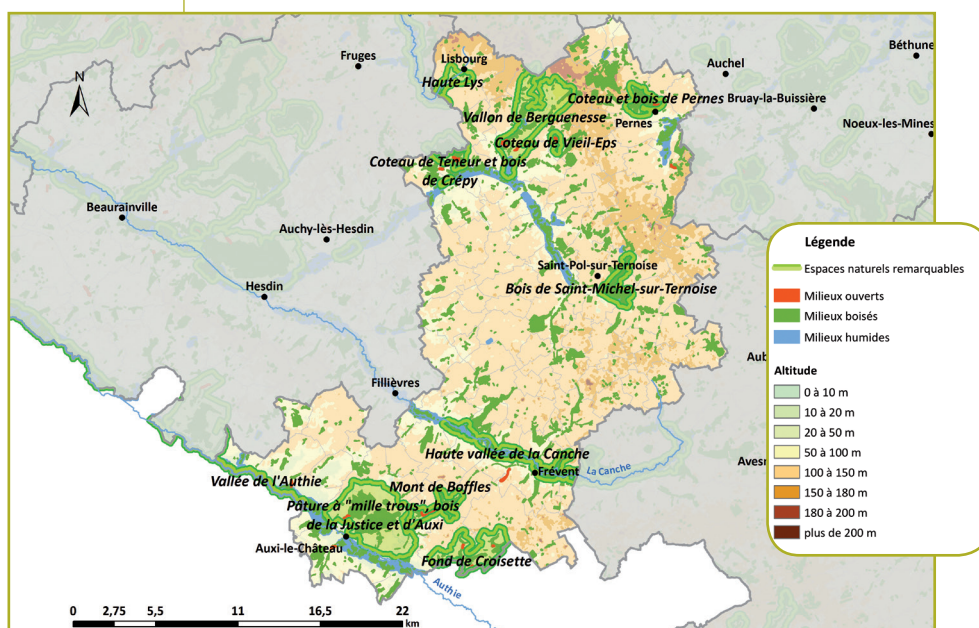 Béthune
Fruges
Lisbourg
Auchel
N
Haute Lys
Coteau et bois de Pernes
Bruay-la-Buissière
Vallon de Berguenesse
Pernes
Noeux-les-Mines
Coteau de Vieil-Eps
Coteau de Teneur et bois
de Crépy
Beaurainville
Auchy-lès-Hesdin
Saint-Pol-sur-Ternoise
Hesdin
Bois de Saint-Michel-sur-Ternoise
Aub
Fillièvres
Haute vallée de la Canche
Avesn
Frévent
La Canche
Vallée de l'Authie
Mont de Boffles
Pâture à "mille trous", bois
de la Justice et d'Auxi
Auxi-le-Château
Fond de Croisette
Authie
0 2,75 5,5 11 16,5 22
km
Légende
Espaces naturels remarquables
Milieux ouverts
Milieux boisés
Milieux humides
Altitude
0 à 10 m
10 à 20 m
20 à 50 m
50 à 100 m
100 à 150 m
150 à 180 m
180 à 200 m
plus de 200 m